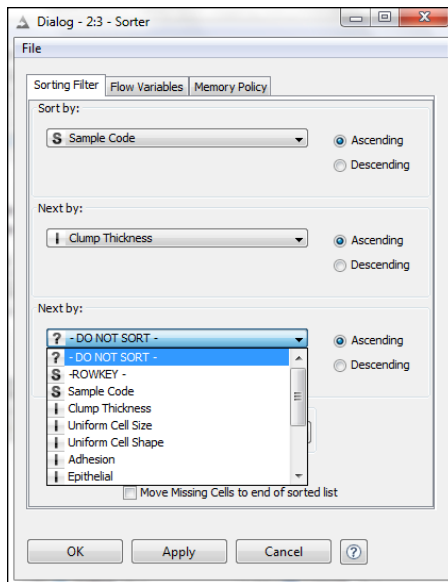 Dialog - 2:3 - Sorter
File
Sorting Filter Flow Variables Memory Policy
Sort by:
S Sample Code
Ascending
Descending
Next by:
I Clump Thickness
Ascending
Descending
Next by:
? - DO NOT SORT -
Ascending
? - DO NOT SORT -
Descending
S -ROWKEY -
S Sample Code
I Clump Thickness
I Uniform Cell Size
I Uniform Cell Shape
I Adhesion
I Epithelial
Move Missing Cells to end of sorted list
OK Apply Cancel ?